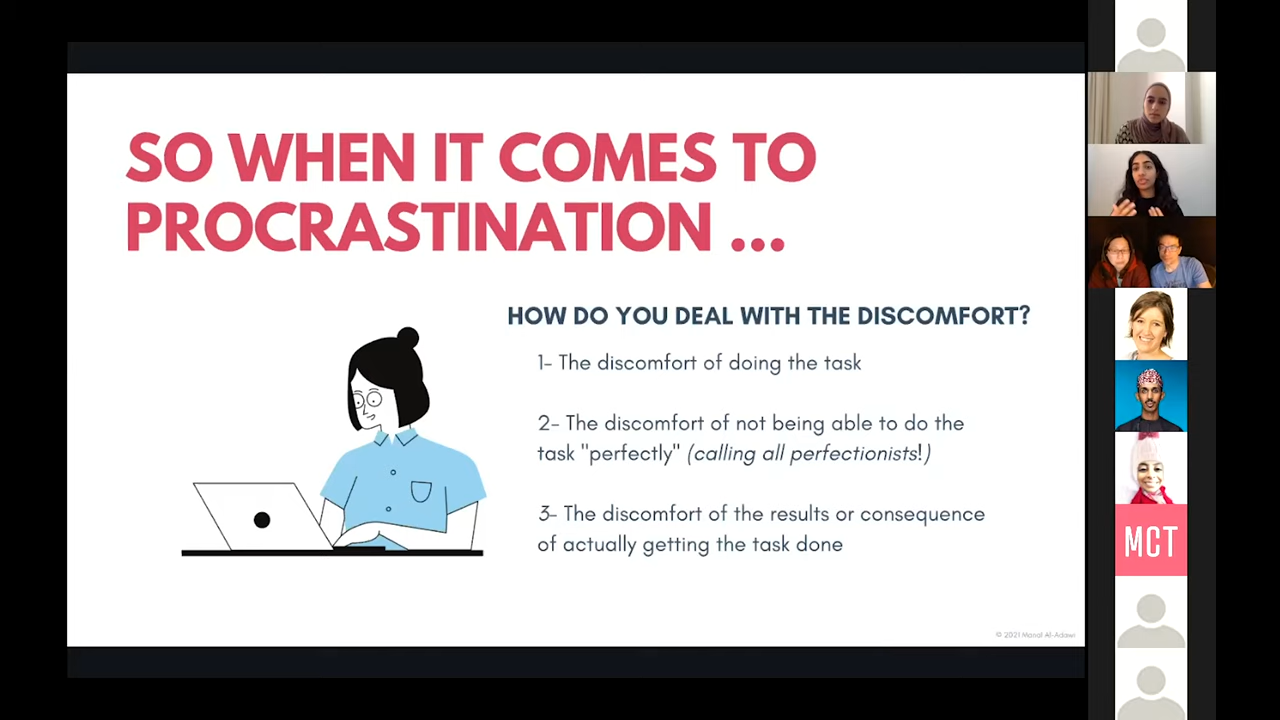 SO WHEN IT COMES TO
PROCRASTINATION ...
HOW DO YOU DEAL WITH THE DISCOMFORT?
1- The discomfort of doing the task
2- The discomfort of not being able to do the
task "perfectly" (calling all perfectionists!)
3- The discomfort of the results or consequence
of actually getting the task done
© 2021 Manal Al-Adawi
MCT